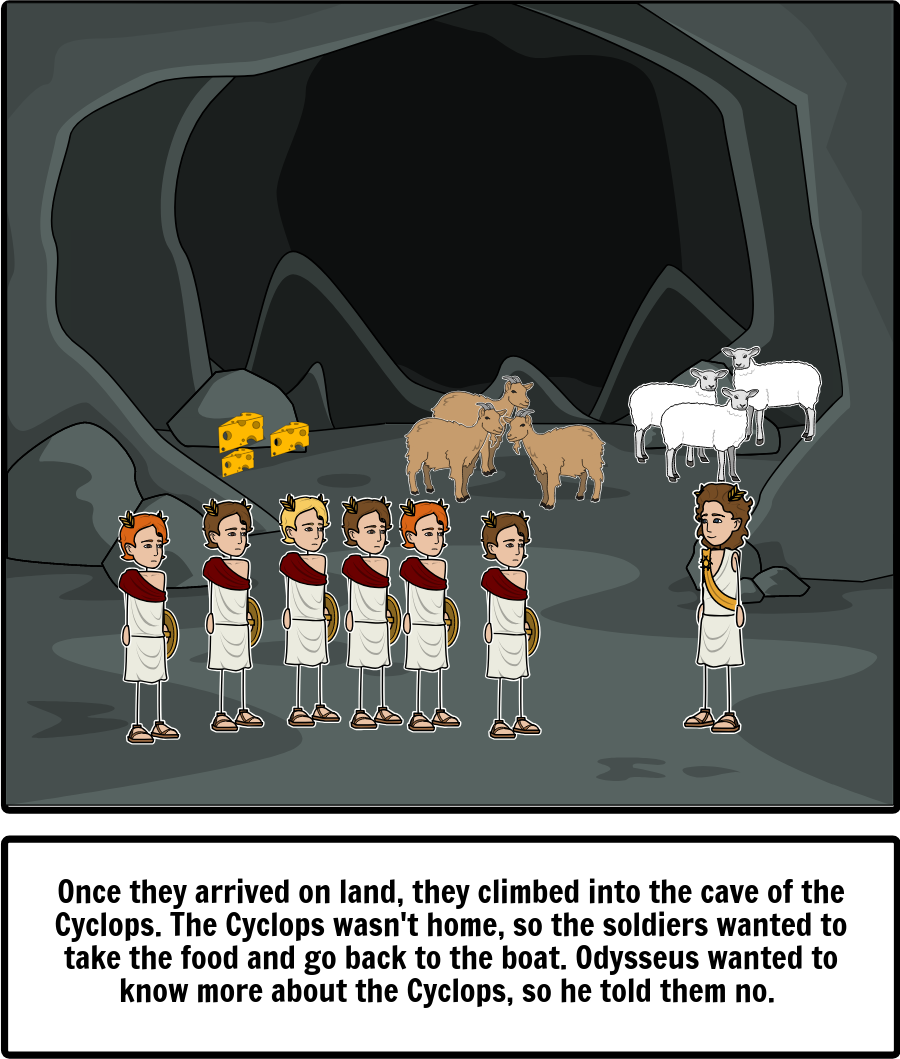 Once they arrived on land, they climbed into the cave of the
Cyclops. The Cyclops wasn't home, so the soldiers wanted to
take the food and go back to the boat. Odysseus wanted to
know more about the Cyclops, so he told them no.